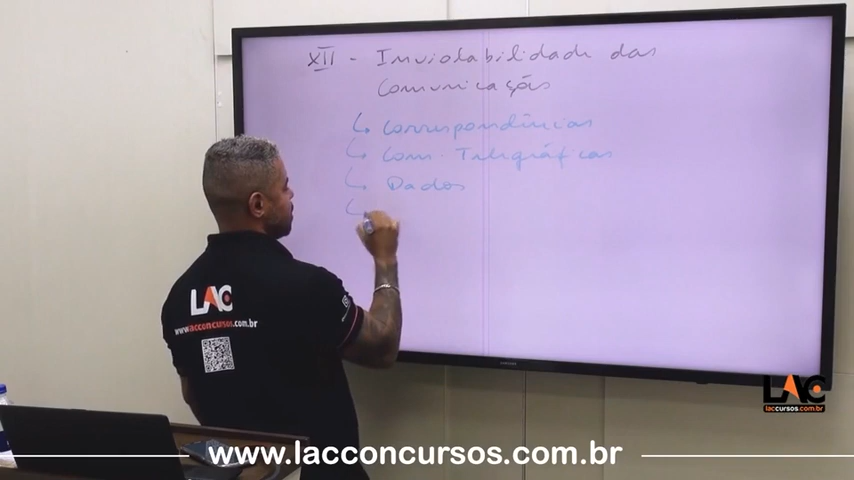 XII - Inviolabilidade das
Comunicações
Correspondências
Com. Telegráficas
Dados
LAC
www.lacconcursos.com.br
LAC
laccursos.com.br
www.lacconcursos.com.br